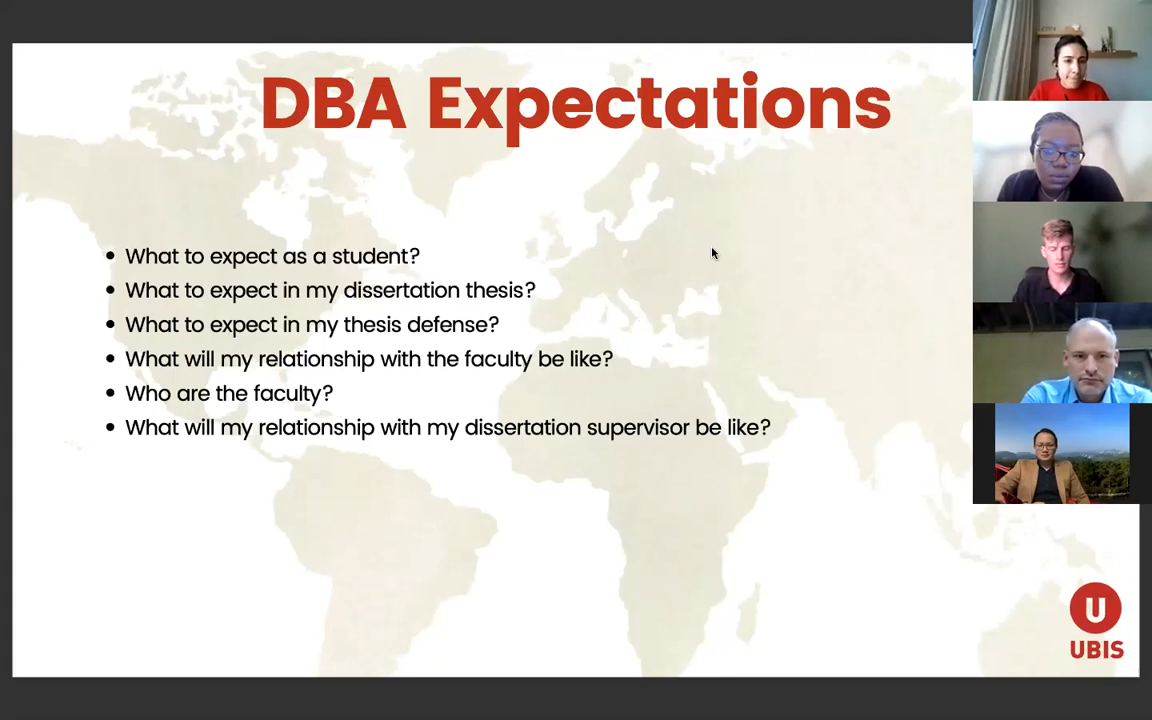 DBA Expectations
• What to expect as a student?
• What to expect in my dissertation thesis?
• What to expect in my thesis defense?
• What will my relationship with the faculty be like?
• Who are the faculty?
• What will my relationship with my dissertation supervisor be like?
U
UBIS